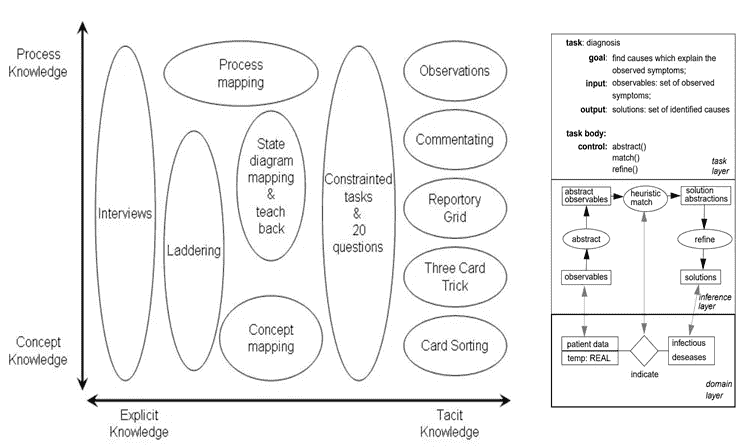 Process
Knowledge
Concept
Knowledge
Explicit
Knowledge
Tacit
Knowledge
Interviews
Process
mapping
Laddering
State
diagram
mapping
&
teach
back
Concept
mapping
Constrainted
tasks
&
20
questions
Observations
Commentating
Reportory
Grid
Three Card
Trick
Card Sorting
task: diagnosis
goal: find causes which explain the
observed symptoms;
input: observables: set of observed
symptoms;
output: solutions: set of identified causes
task body:
control: abstract()
match()
refine()
task
layer
abstract
observables
heuristic
match
solution
abstractions
abstract
refine
observables
solutions
inference
layer
patient data
temp: REAL
indicate
infectious
deseases
domain
layer